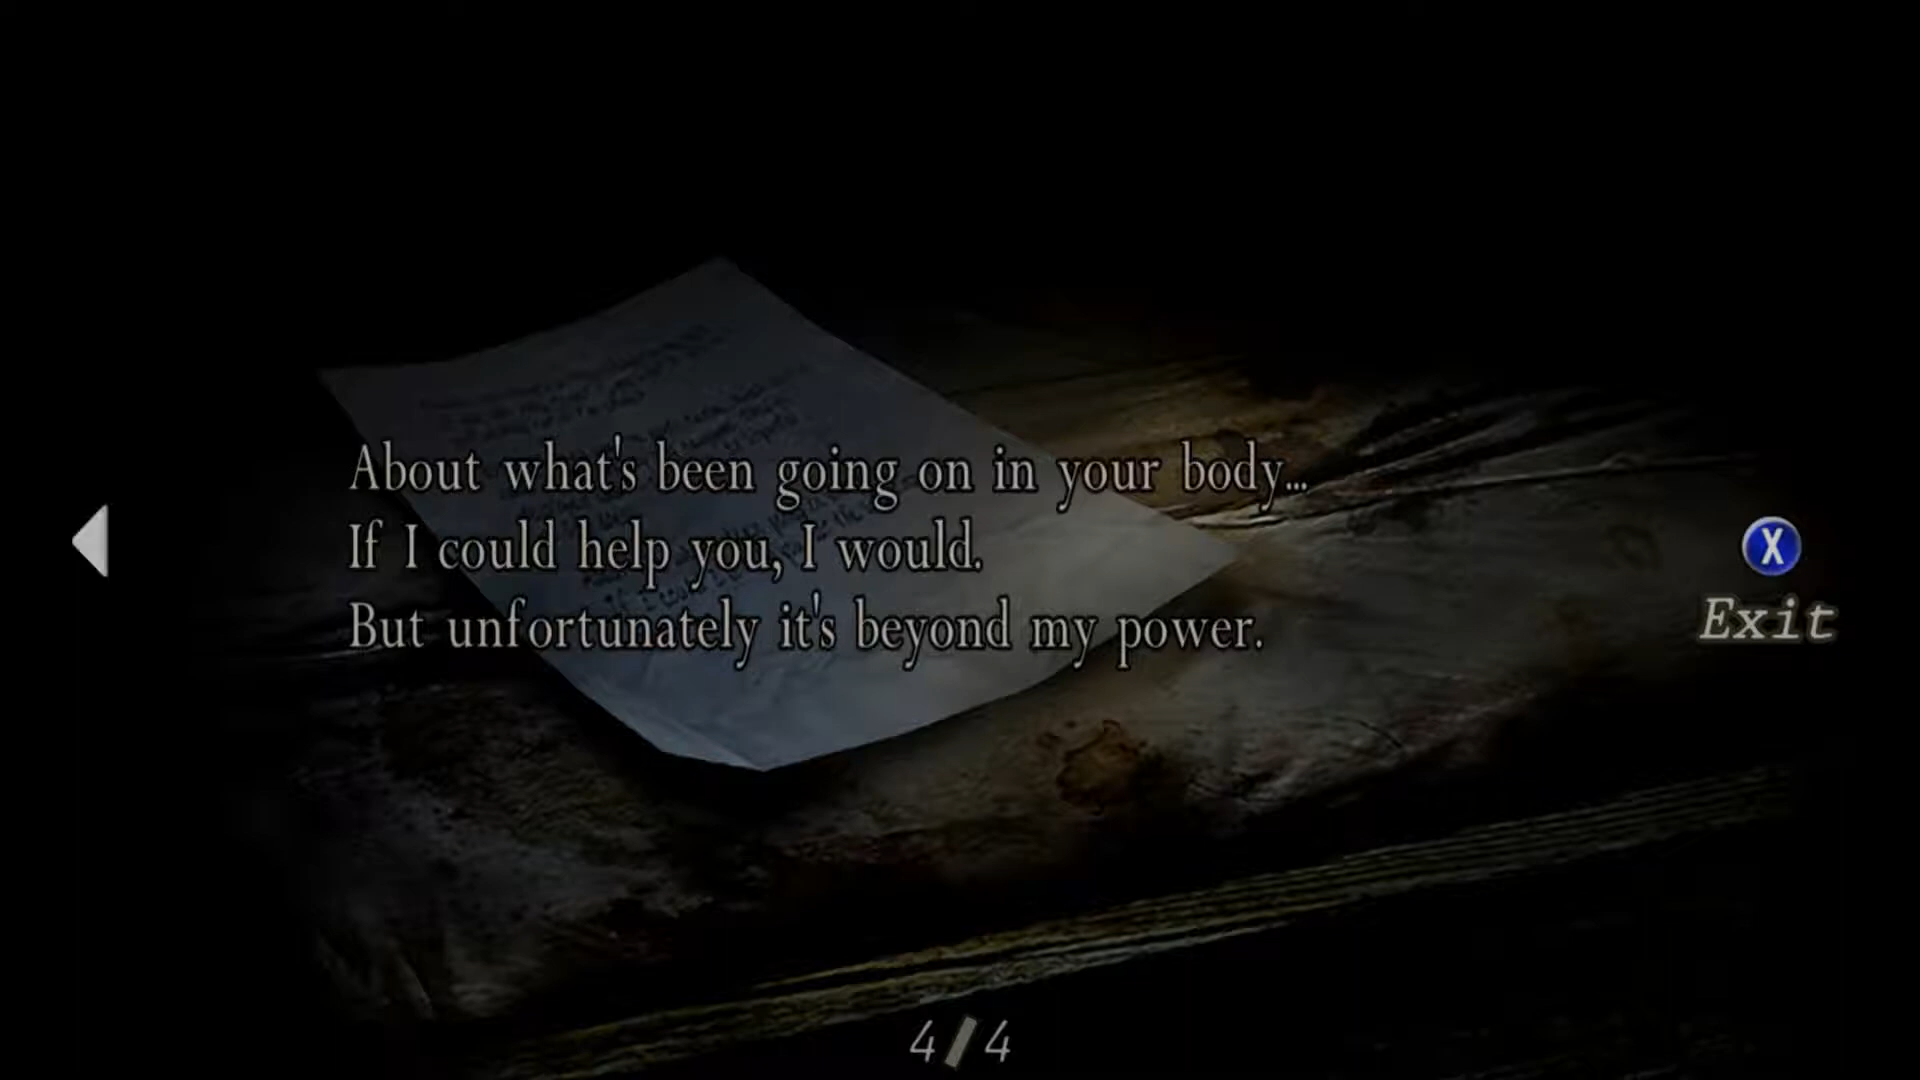 About what's been going on in your body...
If I could help you, I would.
But unfortunately it's beyond my power.
X
Exit
4/4